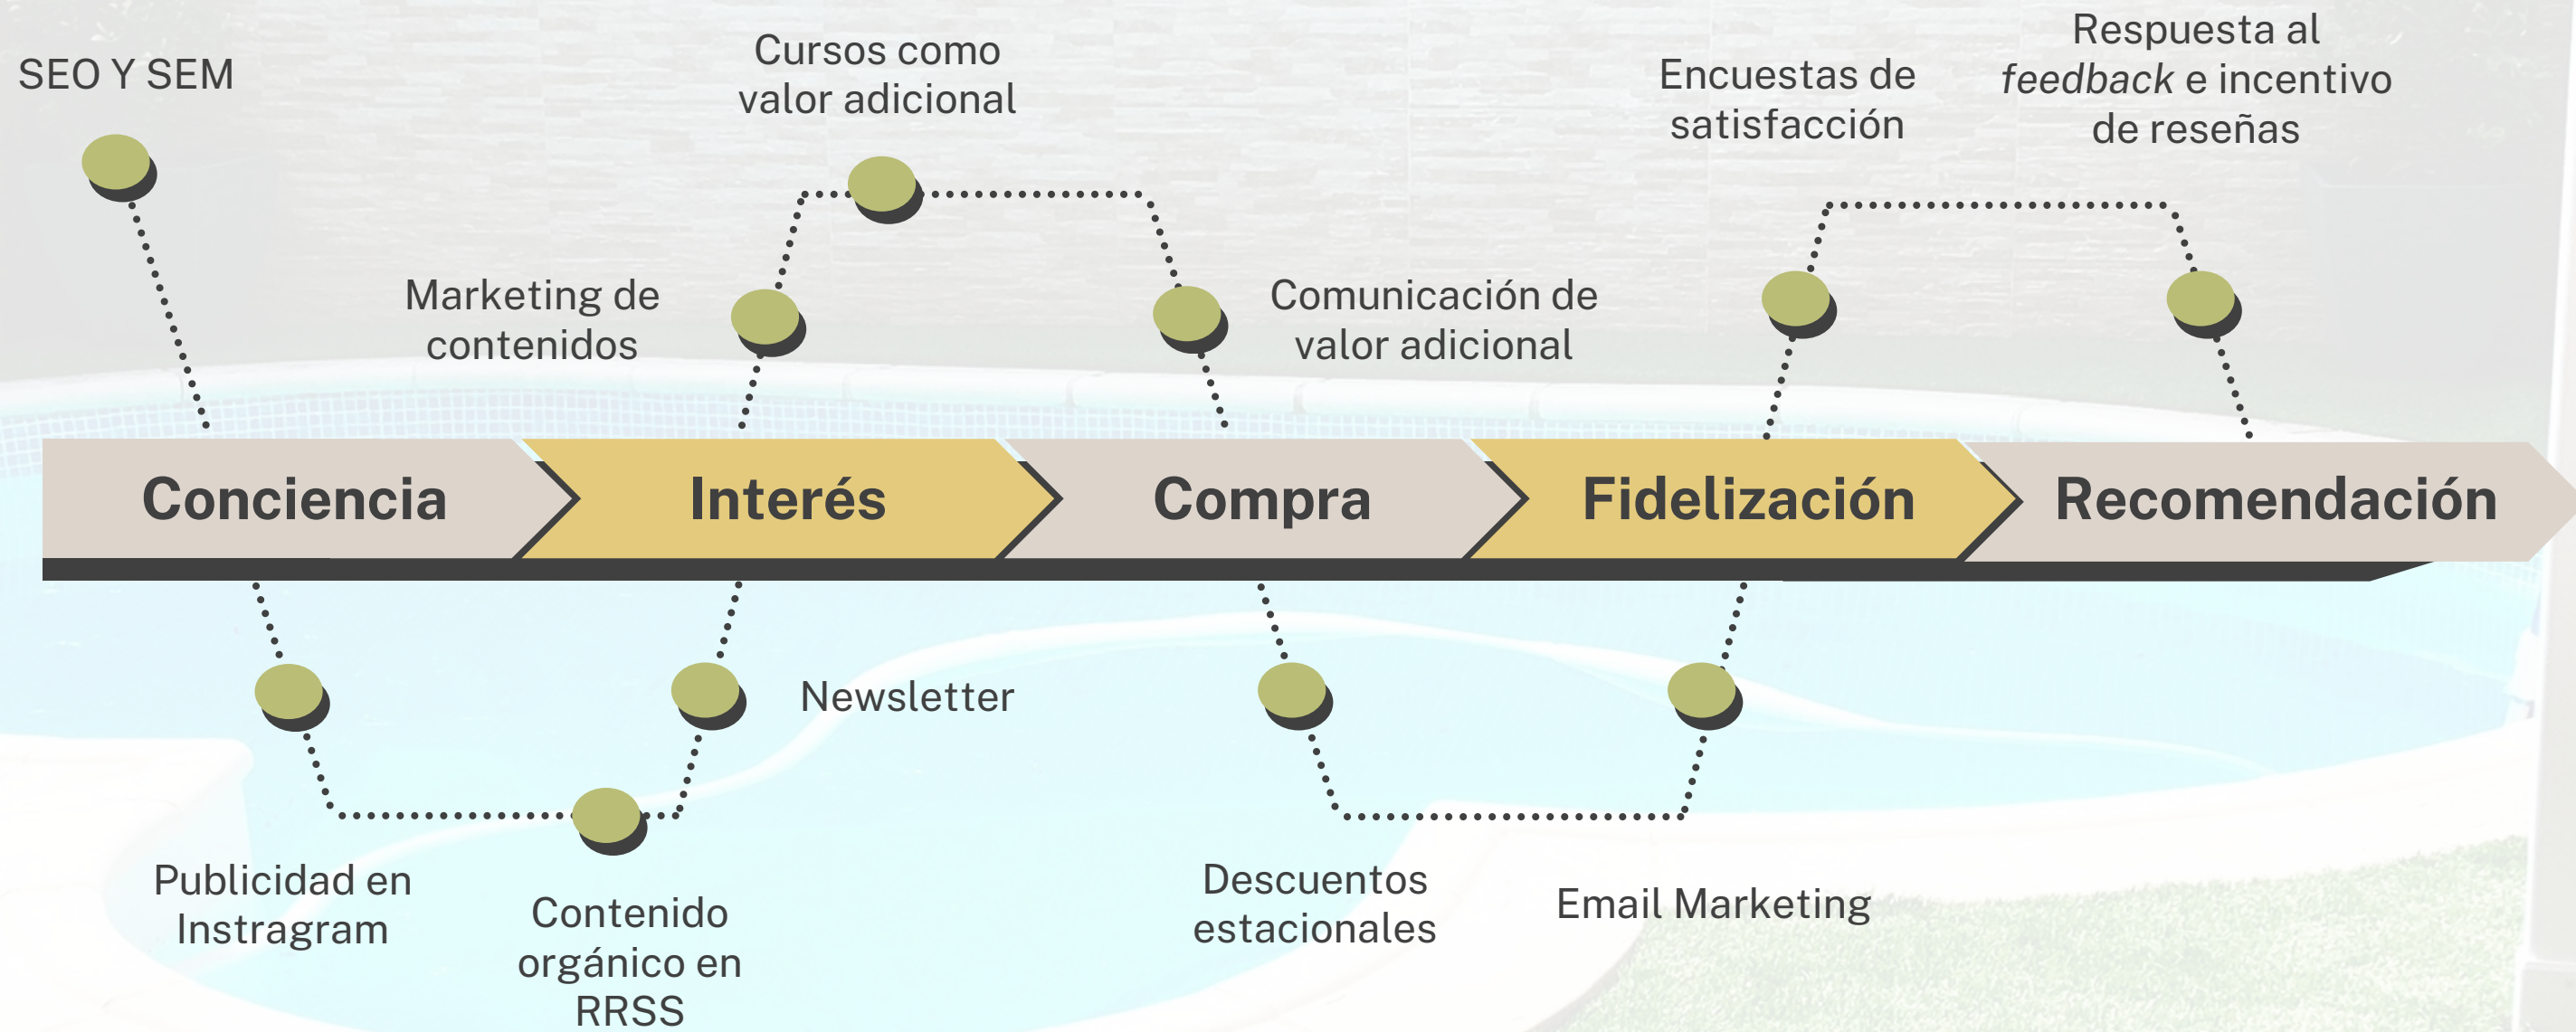 SEO Y SEM
Cursos como
valor adicional
Encuestas de
satisfacción
Respuesta al
feedback e incentivo
de reseñas
Marketing de
contenidos
Comunicación de
valor adicional
Conciencia
Interés
Compra
Fidelización
Recomendación
Newsletter
Publicidad en
Instragram
Contenido
orgánico en
RRSS
Descuentos
estacionales
Email Marketing